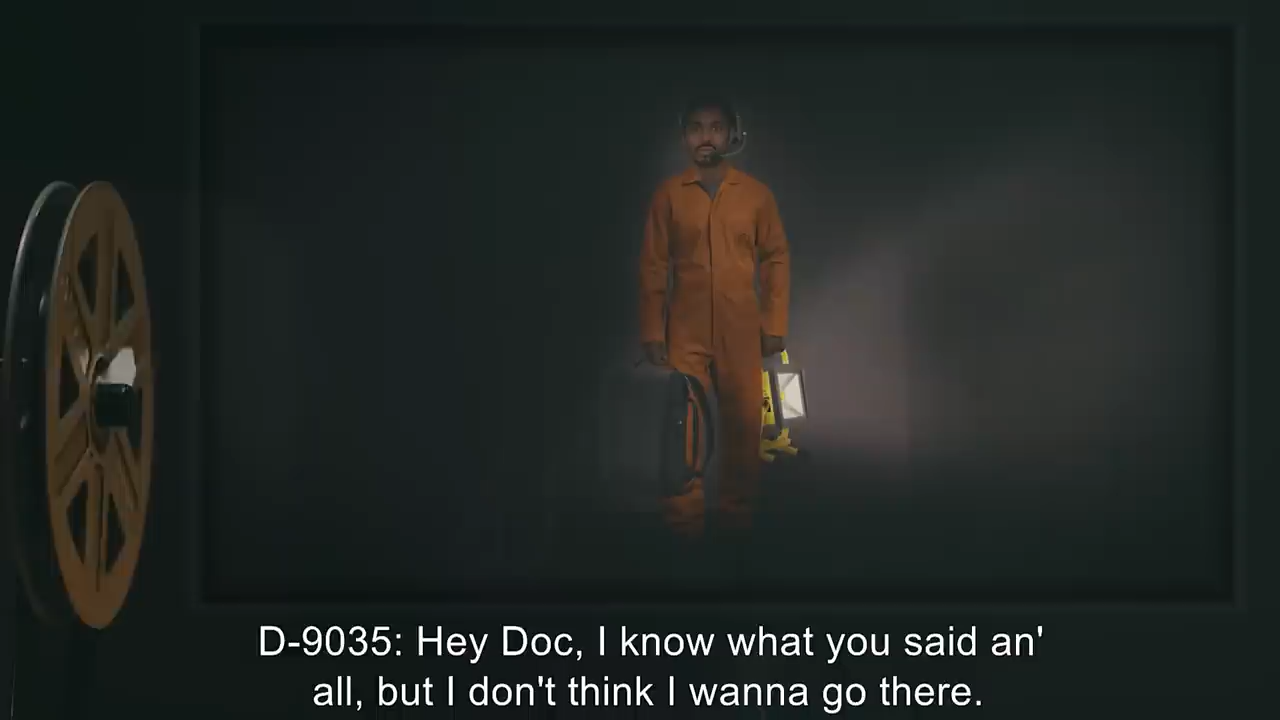 D-9035: Hey Doc, I know what you said an'
all, but I don't think I wanna go there.